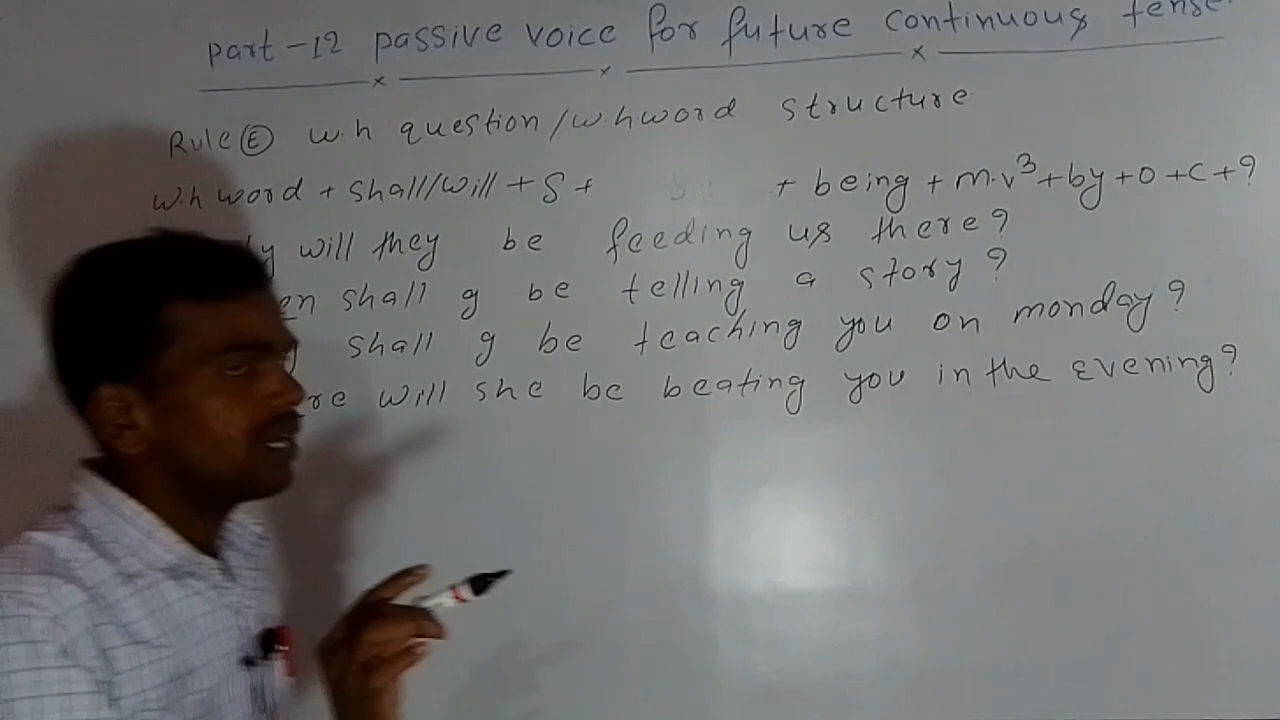 part-12 passive voice for future continuous tense
Rule Ⓔ w.h question/w.hword structure
w.h word + shall/will + S + + being + m.v³ + by + o + c + ?
will they be feeding us there?
shall g be telling a story?
shall g be teaching you on monday?
will she be beating you in the Evening?